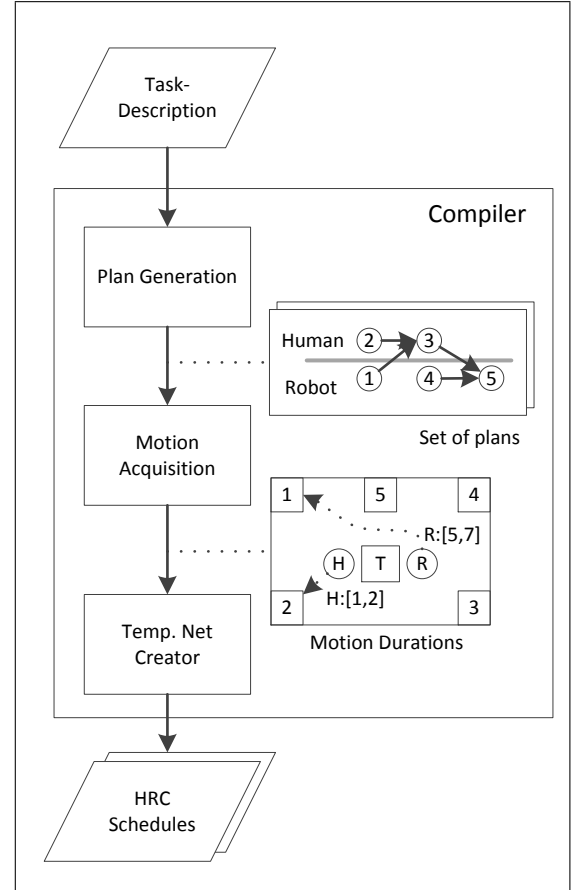 Task-
Description
Compiler
Plan Generation
Human 2 3
Robot 1 4 5
Set of plans
Motion
Acquisition
1 5 4
R:[5,7]
H T R
H:[1,2]
2 3
Motion Durations
Temp. Net
Creator
HRC
Schedules